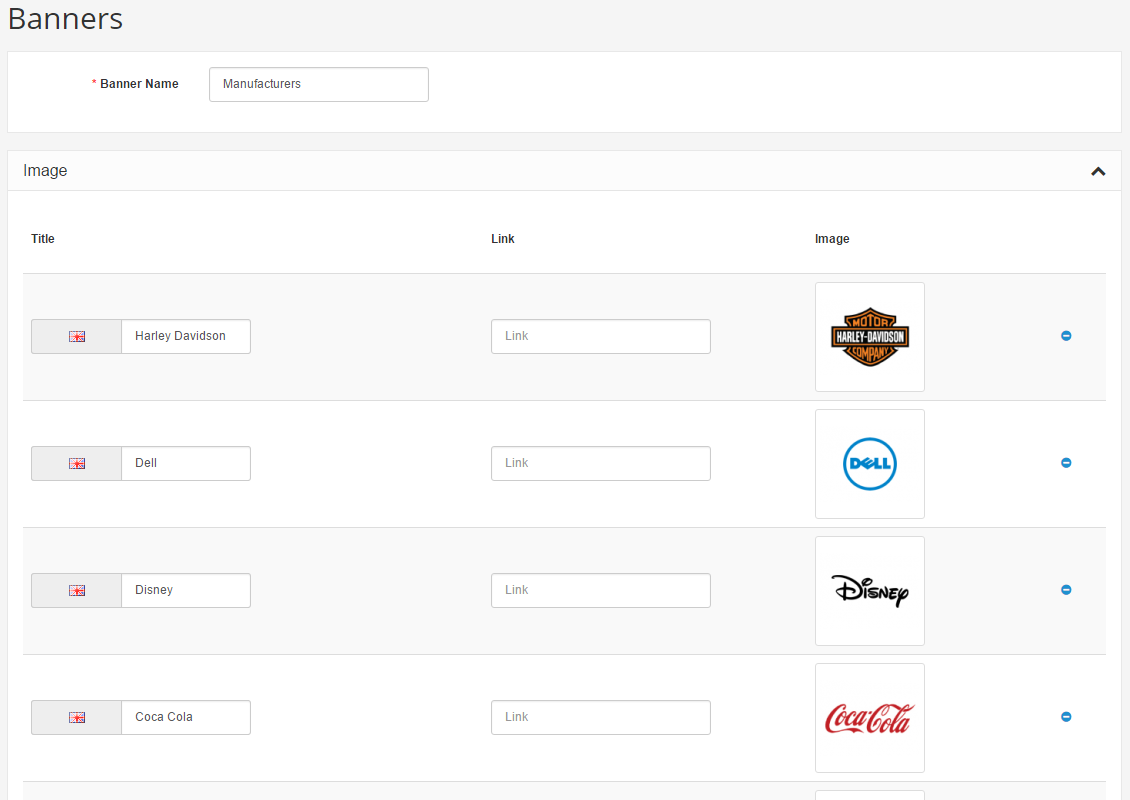 Banners
* Banner Name Manufacturers
Image
Title Link Image
Harley Davidson Link
MOTOR
HARLEY-DAVIDSON
COMPANY
Dell Link
DELL
Disney Link
Disney
Coca Cola Link
Coca-Cola